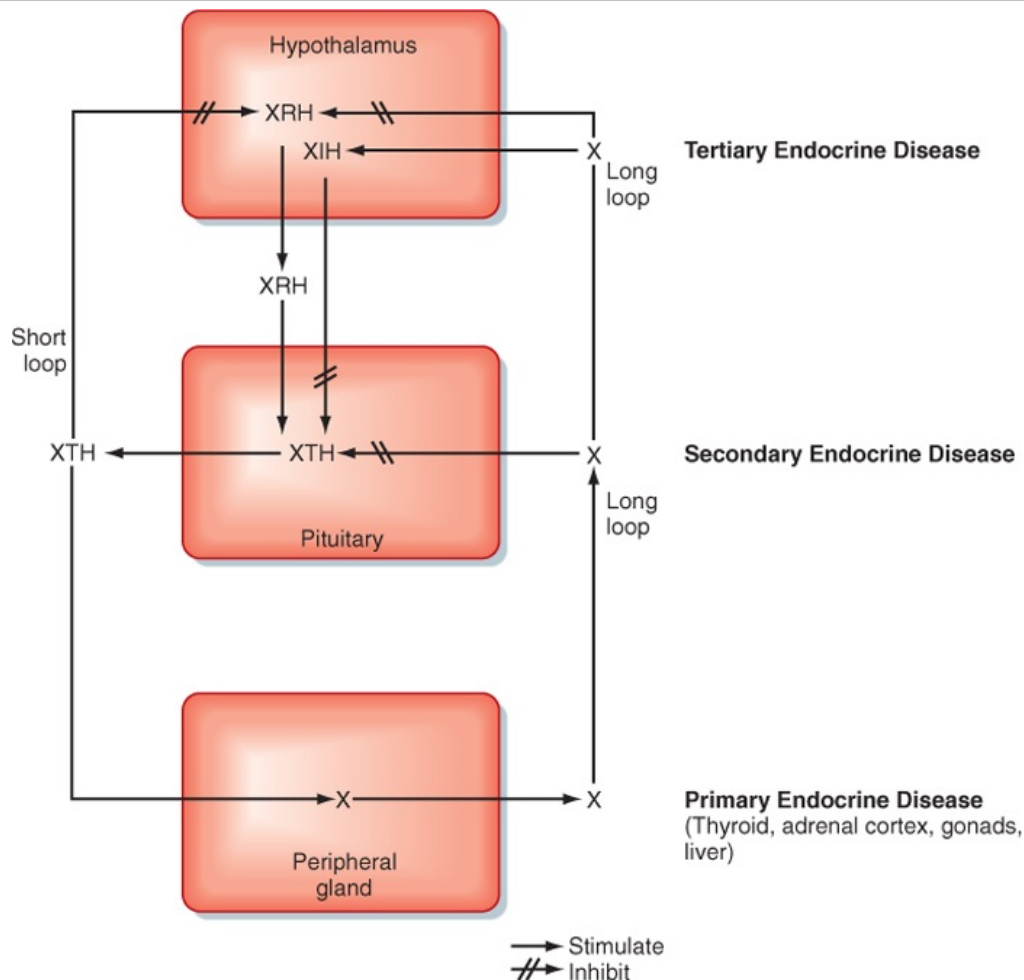 Hypothalamus
XRH
XIH
X
Tertiary Endocrine Disease
Long
loop
XRH
Short
loop
XTH
XTH
X
Secondary Endocrine Disease
Long
loop
Pituitary
X
X
Primary Endocrine Disease
(Thyroid, adrenal cortex, gonads,
liver)
Peripheral
gland
Stimulate
Inhibit